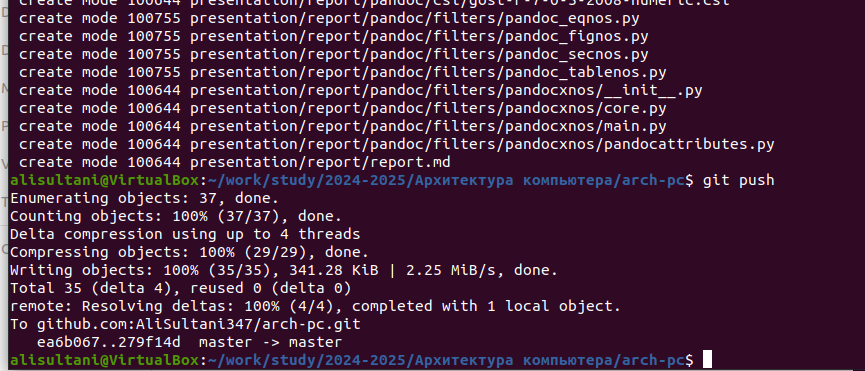 create mode 100644 presentation/report/pandoc/csl/gost-r-7-0-5-2008-numeric.csl
create mode 100755 presentation/report/pandoc/filters/pandoc_eqnos.py
create mode 100755 presentation/report/pandoc/filters/pandoc_fignos.py
create mode 100755 presentation/report/pandoc/filters/pandoc_secnos.py
create mode 100755 presentation/report/pandoc/filters/pandoc_tablenos.py
create mode 100644 presentation/report/pandoc/filters/pandocxnos/__init__.py
create mode 100644 presentation/report/pandoc/filters/pandocxnos/core.py
create mode 100644 presentation/report/pandoc/filters/pandocxnos/main.py
create mode 100644 presentation/report/pandoc/filters/pandocxnos/pandocattributes.py
create mode 100644 presentation/report/report.md
alisultani@VirtualBox:~/work/study/2024-2025/Архитектура компьютера/arch-pc$ git push
Enumerating objects: 37, done.
Counting objects: 100% (37/37), done.
Delta compression using up to 4 threads
Compressing objects: 100% (29/29), done.
Writing objects: 100% (35/35), 341.28 KiB | 2.25 MiB/s, done.
Total 35 (delta 4), reused 0 (delta 0)
remote: Resolving deltas: 100% (4/4), completed with 1 local object.
To github.com:AliSultani347/arch-pc.git
ea6b067..279f14d  master -> master
alisultani@VirtualBox:~/work/study/2024-2025/Архитектура компьютера/arch-pc$